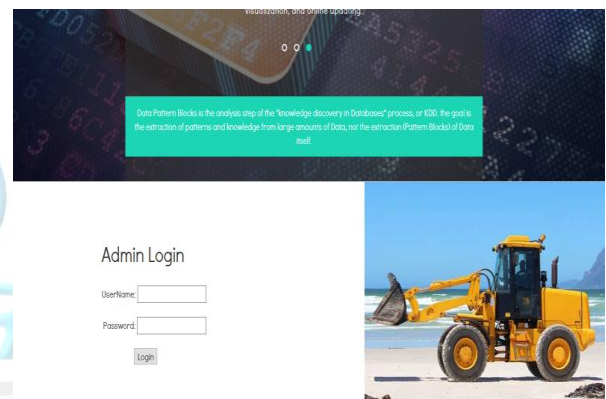 visualization, and online updating.
Data Pattern Blocks is the analysis step of the "knowledge discovery in Databases" process, or KDD. the goal is
the extraction of patterns and knowledge from large amounts of Data, not the extraction (Pattern Blocks) of Data
itself.
Admin Login
UserName:
Password:
Login